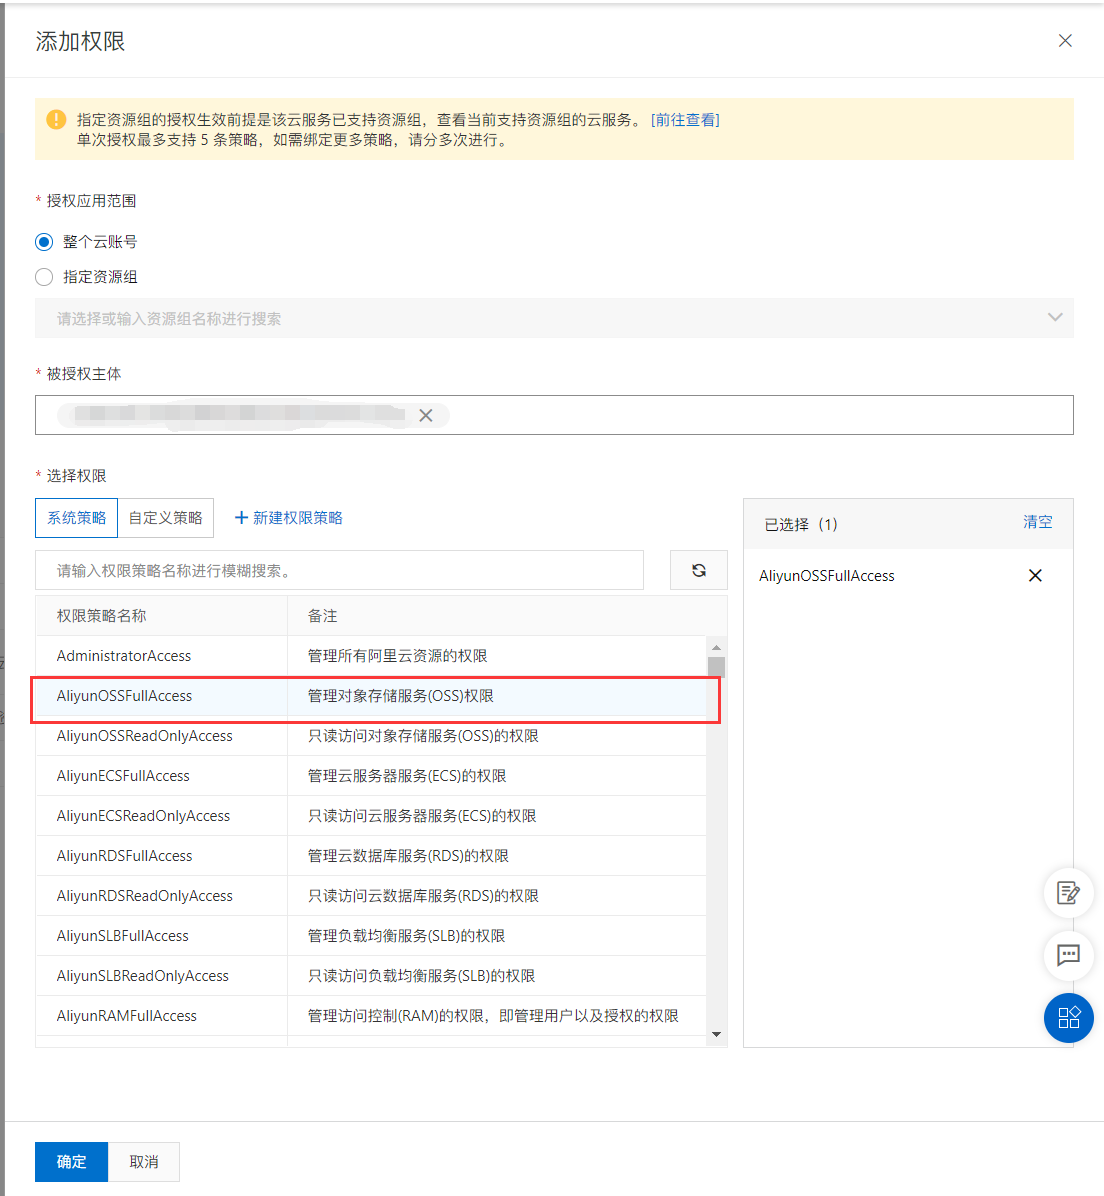 添加权限
指定资源组的授权生效前提是该云服务已支持资源组，查看当前支持资源组的云服务。 [前往查看]
单次授权最多支持 5 条策略，如需绑定更多策略，请分多次进行。
* 授权应用范围
整个云账号
指定资源组
请选择或输入资源组名称进行搜索
* 被授权主体
* 选择权限
系统策略 自定义策略 + 新建权限策略
请输入权限策略名称进行模糊搜索。
权限策略名称 备注
AdministratorAccess 管理所有阿里云资源的权限
AliyunOSSFullAccess 管理对象存储服务(OSS)权限
AliyunOSSReadOnlyAccess 只读访问对象存储服务(OSS)的权限
AliyunECSFullAccess 管理云服务器服务(ECS)的权限
AliyunECSReadOnlyAccess 只读访问云服务器服务(ECS)的权限
AliyunRDSFullAccess 管理云数据库服务(RDS)的权限
AliyunRDSReadOnlyAccess 只读访问云数据库服务(RDS)的权限
AliyunSLBFullAccess 管理负载均衡服务(SLB)的权限
AliyunSLBReadOnlyAccess 只读访问负载均衡服务(SLB)的权限
AliyunRAMFullAccess 管理访问控制(RAM)的权限，即管理用户以及授权的权限
已选择（1） 清空
AliyunOSSFullAccess
确定 取消